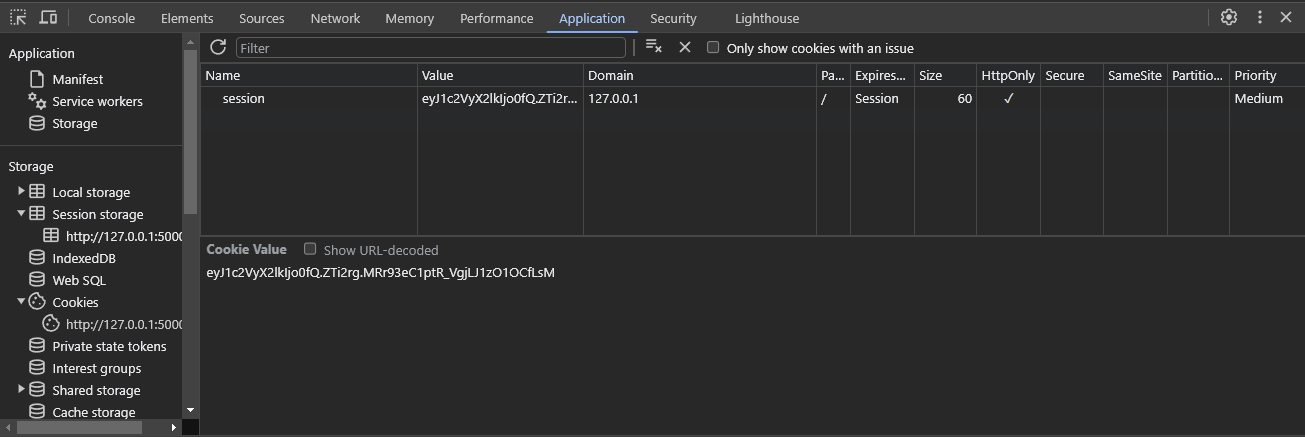 Console Elements Sources Network Memory Performance Application Security Lighthouse
Application
Manifest
Service workers
Storage
Storage
Local storage
Session storage
http://127.0.0.1:5000
IndexedDB
Web SQL
Cookies
http://127.0.0.1:5000
Private state tokens
Interest groups
Shared storage
Cache storage
Filter Only show cookies with an issue
Name Value Domain Pa... Expires... Size HttpOnly Secure SameSite Partitio... Priority
session eyJ1c2VyX2lkIjo0fQ.ZTi2r... 127.0.0.1 / Session 60 ✓ Medium
Cookie Value Show URL-decoded
eyJ1c2VyX2lkIjo0fQ.ZTi2rg.MRr93eC1ptR_VgjLJ1zO1OCfLsM